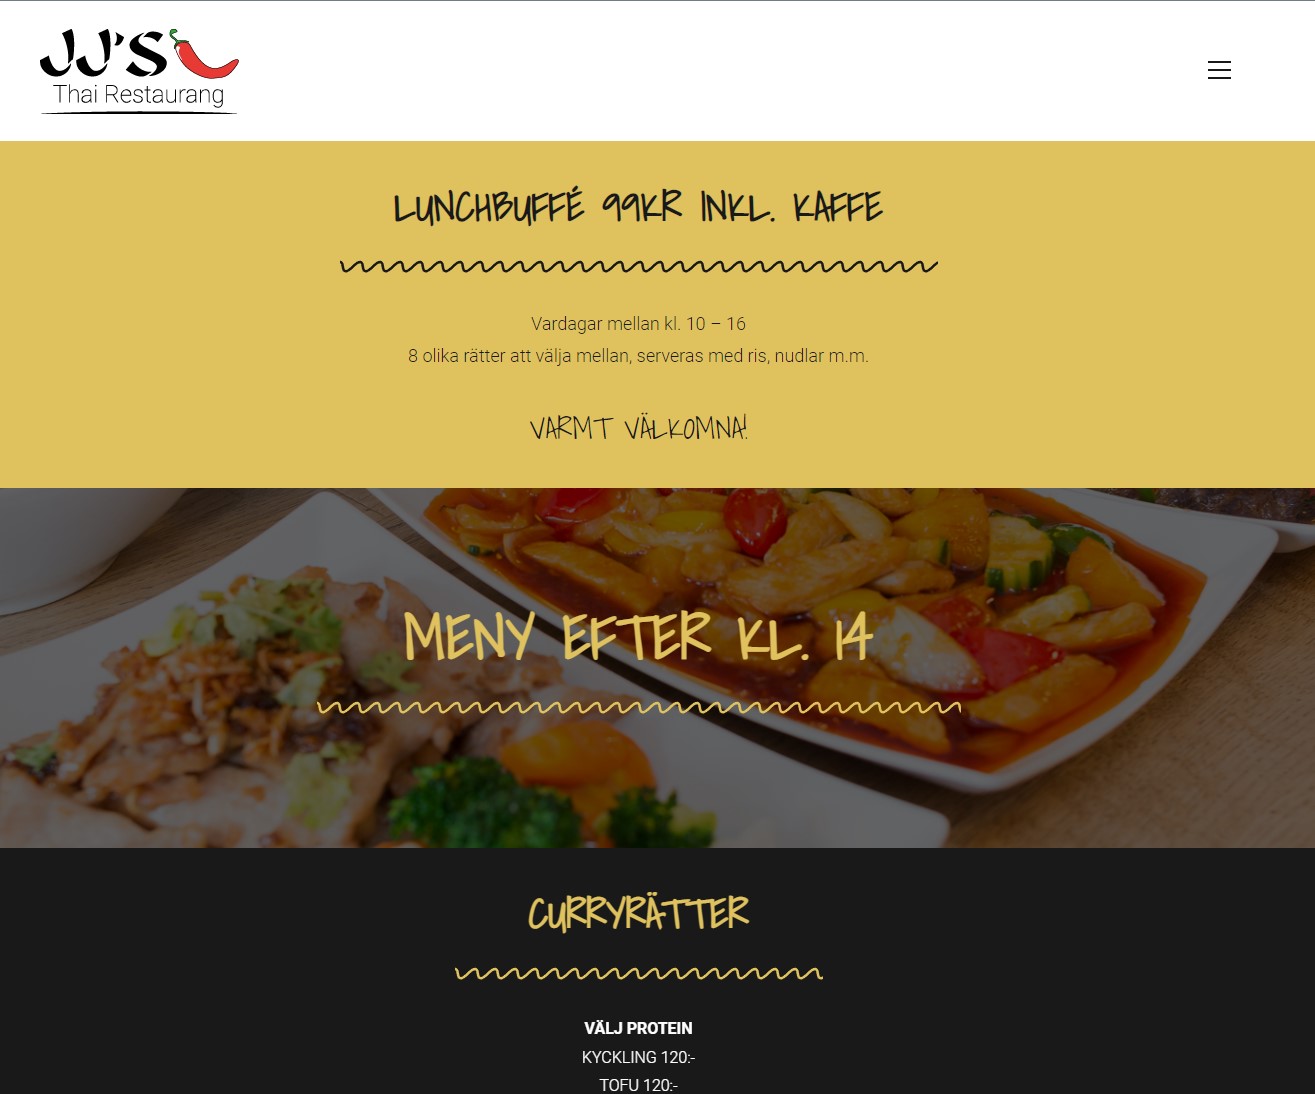 JJ'S
Thai Restaurang
LUNCHBUFFÉ 99KR INKL. KAFFE
Vardagar mellan kl. 10 – 16
8 olika rätter att välja mellan, serveras med ris, nudlar m.m.
VARMT VÄLKOMNA!
MENY EFTER KL. 14
CURRYRÄTTER
VÄLJ PROTEIN
KYCKLING 120:-
TOFU 120:-